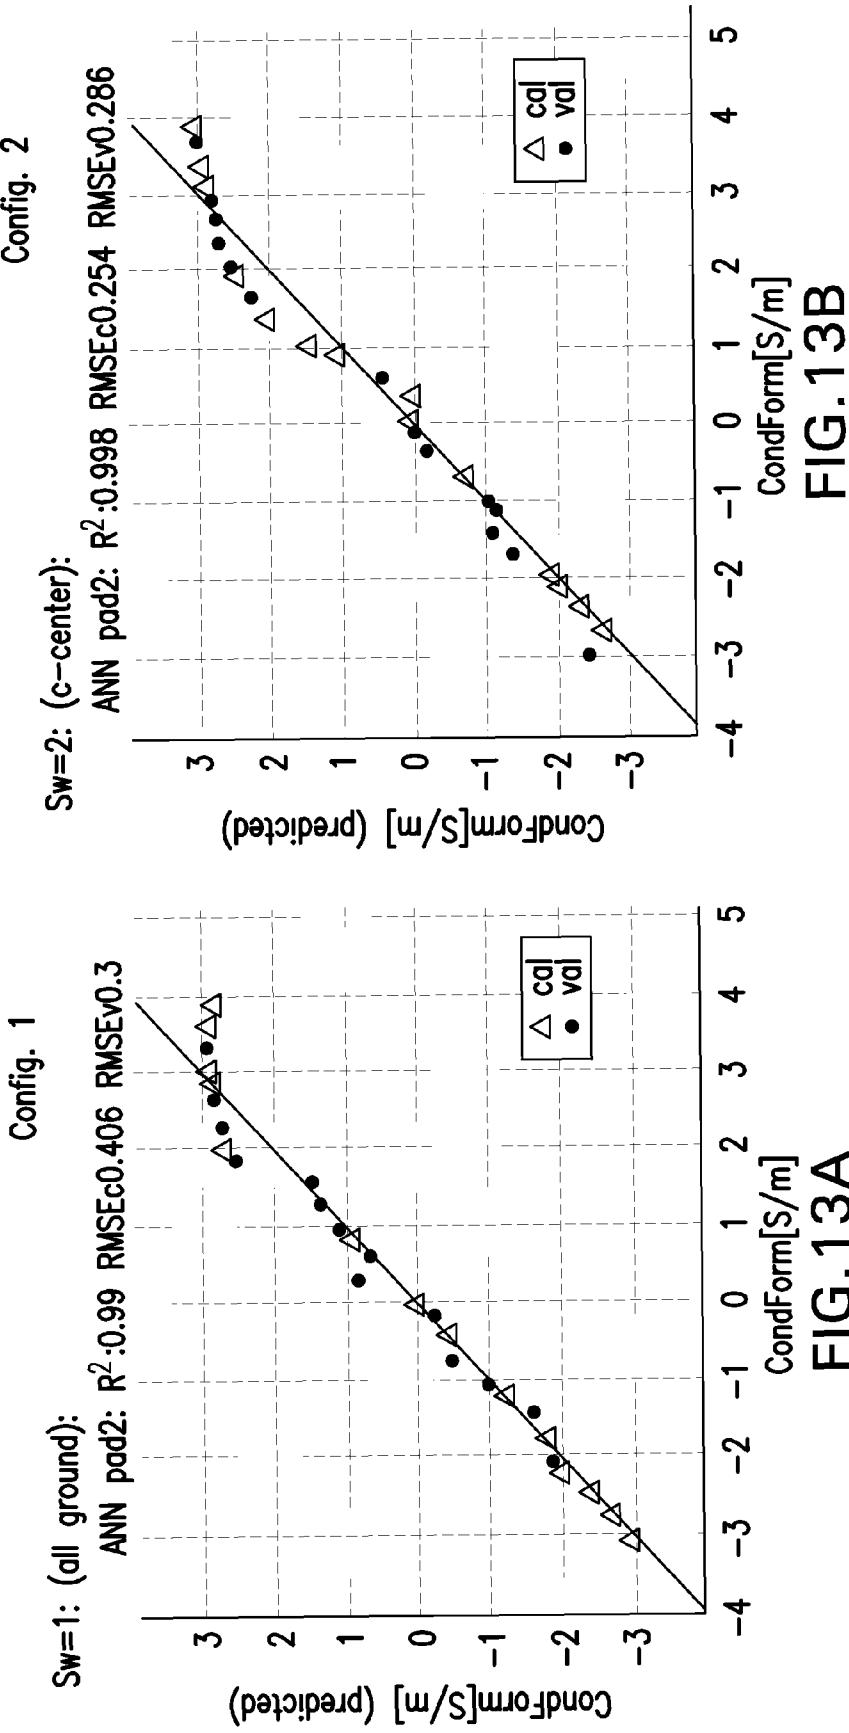 Config. 1
Sw=1: (all ground):
ANN pad2: R2:0.99 RMSEc0.406 RMSEv0.3
CondForm[S/m] (predicted)
3
2
1
0
−1
−2
−3
△ cal
● val
−4 −3 −2 −1 0 1 2 3 4 5
CondForm[S/m]
FIG.13A
Config. 2
Sw=2: (c−center):
ANN pad2: R2:0.998 RMSEc0.254 RMSEv0.286
CondForm[S/m] (predicted)
3
2
1
0
−1
−2
−3
△ cal
● val
−4 −3 −2 −1 0 1 2 3 4 5
CondForm[S/m]
FIG.13B